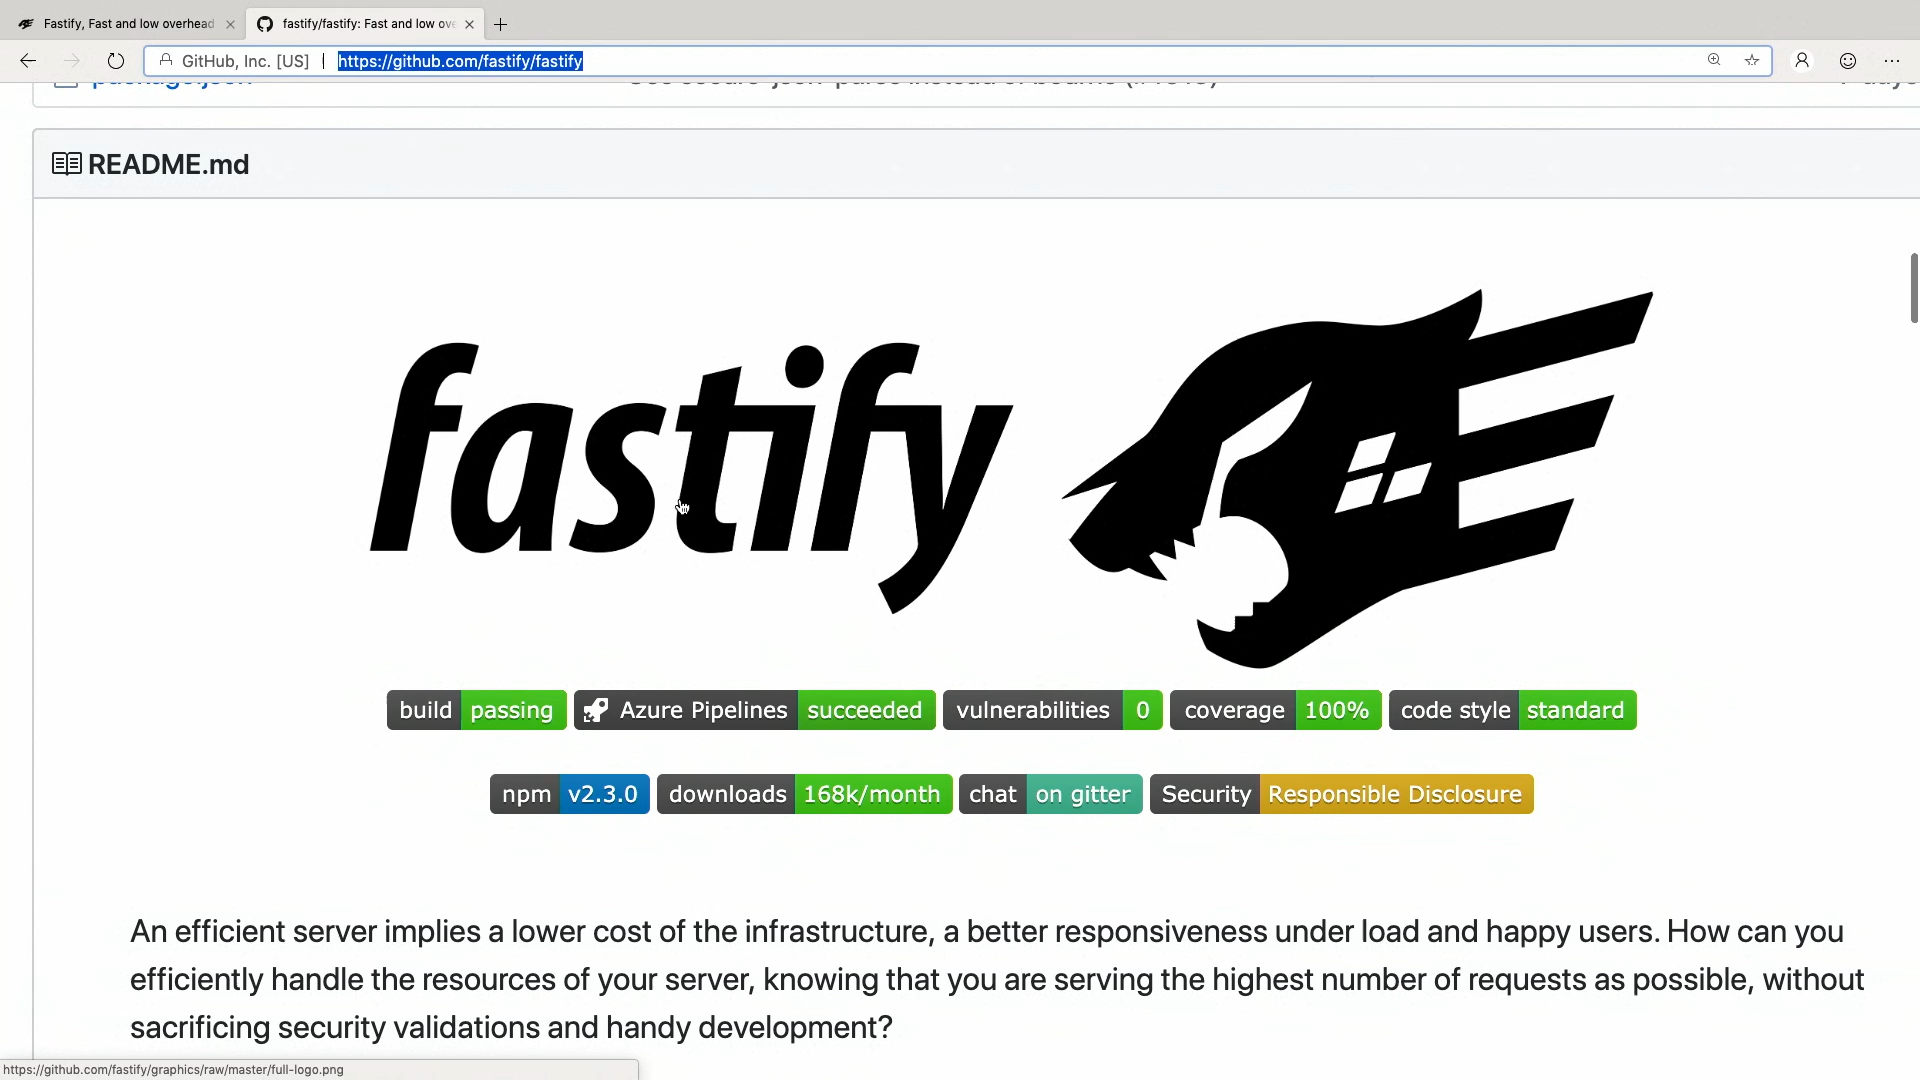 Fastify, Fast and low overhead
fastify/fastify: Fast and low ove
GitHub, Inc. [US] | https://github.com/fastify/fastify
README.md
fastify
build passing Azure Pipelines succeeded vulnerabilities 0 coverage 100% code style standard
npm v2.3.0 downloads 168k/month chat on gitter Security Responsible Disclosure
An efficient server implies a lower cost of the infrastructure, a better responsiveness under load and happy users. How can you
efficiently handle the resources of your server, knowing that you are serving the highest number of requests as possible, without
sacrificing security validations and handy development?
https://github.com/fastify/graphics/raw/master/full-logo.png